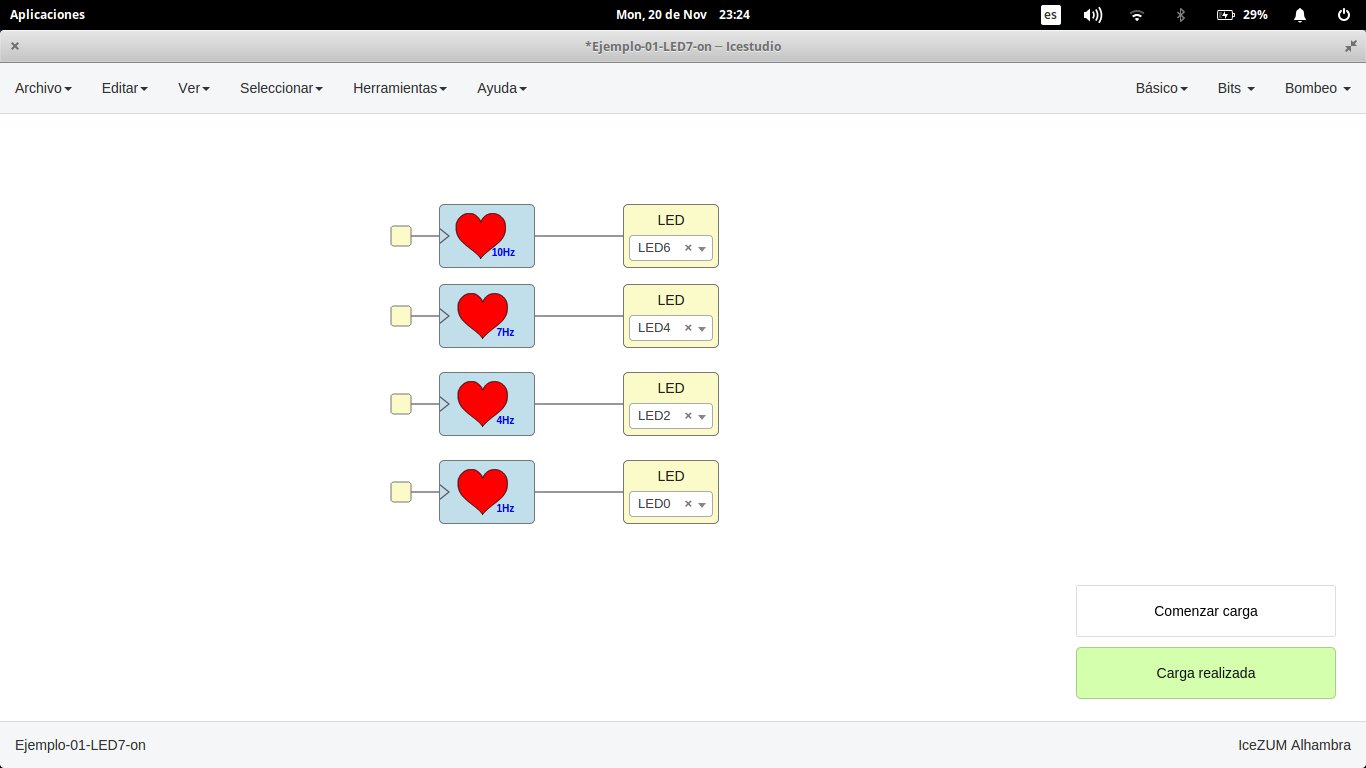 Aplicaciones
Mon, 20 de Nov 23:24
es
29%
*Ejemplo-01-LED7-on – Icestudio
Archivo
Editar
Ver
Seleccionar
Herramientas
Ayuda
Básico
Bits
Bombeo
10Hz
LED
LED6
7Hz
LED
LED4
4Hz
LED
LED2
1Hz
LED
LED0
Comenzar carga
Carga realizada
Ejemplo-01-LED7-on
IceZUM Alhambra